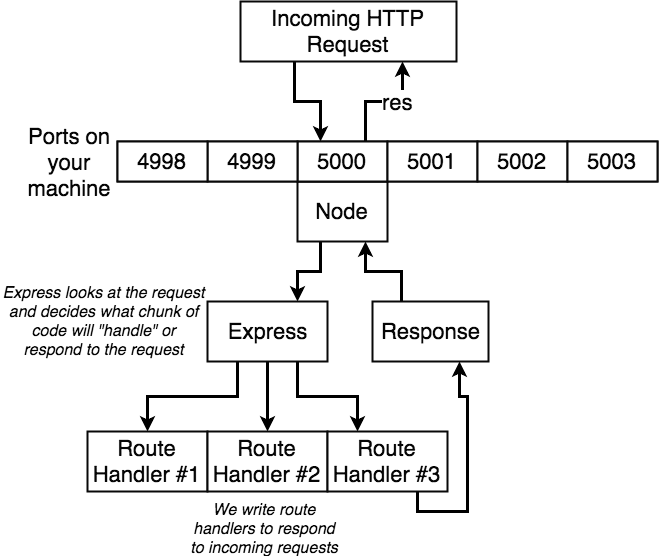 Incoming HTTP
Request
res
Ports on
your
machine
4998 4999 5000 5001 5002 5003
Node
Express looks at the request
and decides what chunk of
code will "handle" or
respond to the request
Express
Response
Route
Handler #1
Route
Handler #2
Route
Handler #3
We write route
handlers to respond
to incoming requests